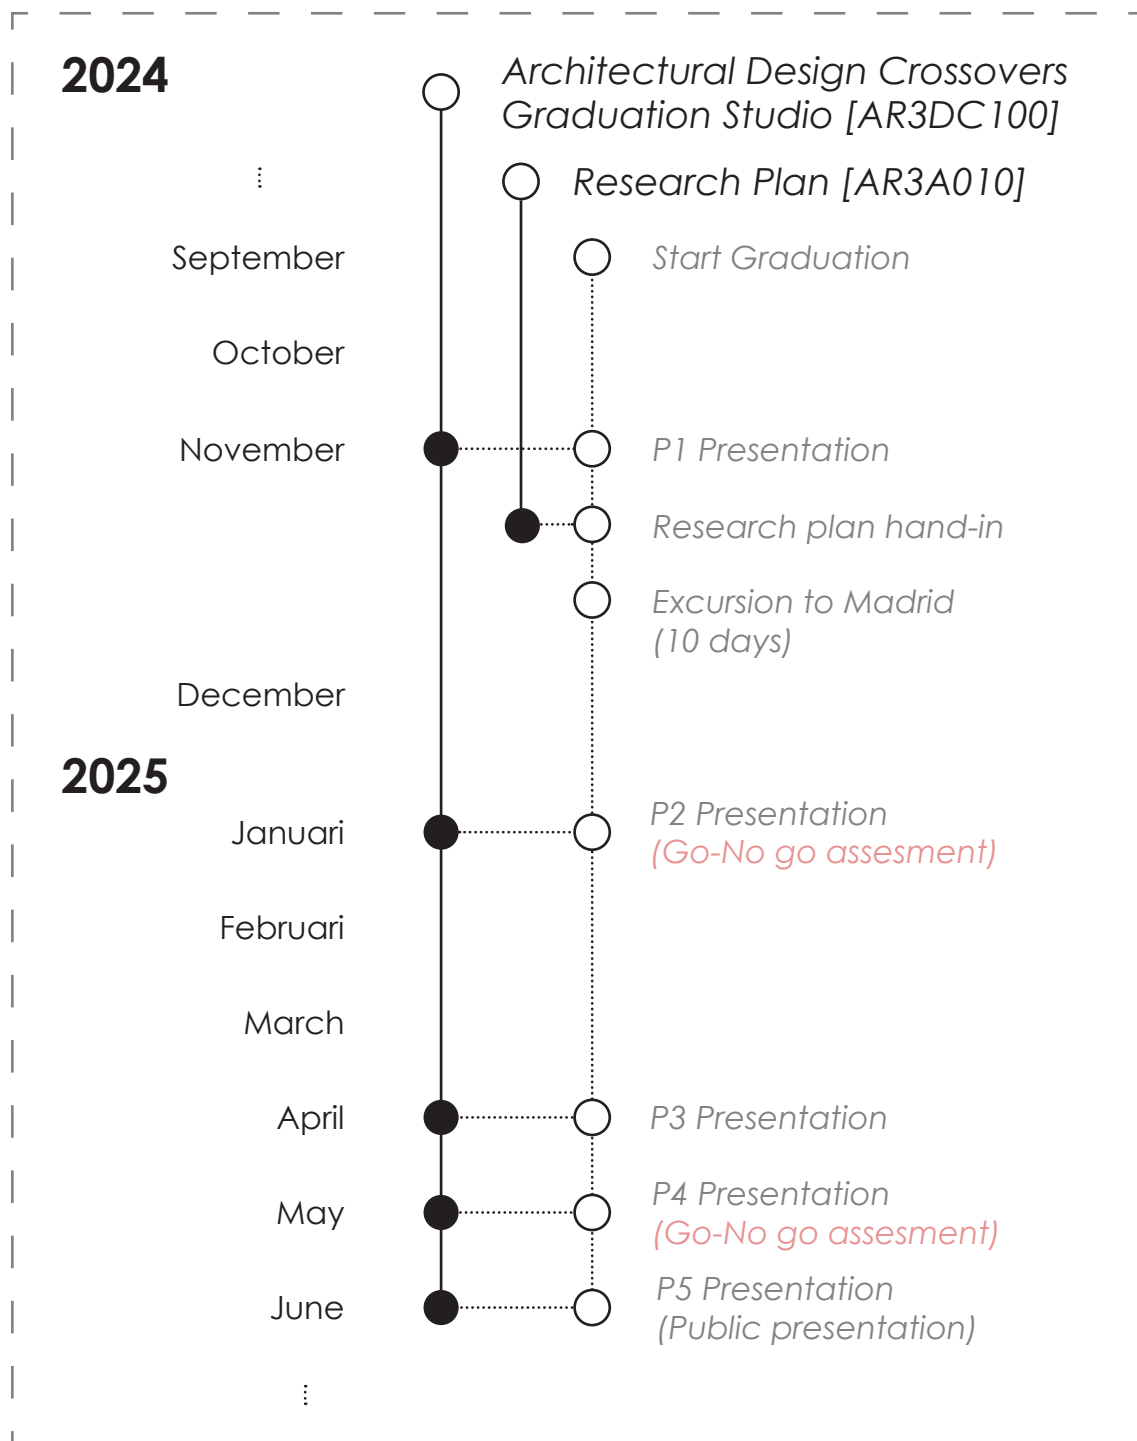 2024
Architectural Design Crossovers
Graduation Studio [AR3DC100]
Research Plan [AR3A010]
September
Start Graduation
October
November
P1 Presentation
Research plan hand-in
Excursion to Madrid
(10 days)
December
2025
Januari
P2 Presentation
(Go-No go assesment)
Februari
March
April
P3 Presentation
May
P4 Presentation
(Go-No go assesment)
June
P5 Presentation
(Public presentation)